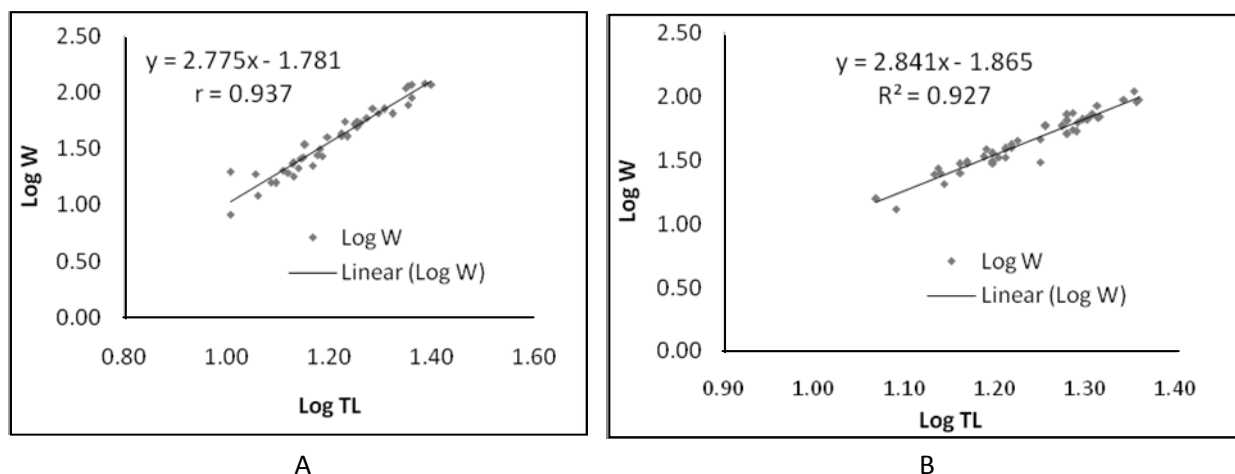 2.50
y = 2.775x - 1.781
r = 0.937
2.00
1.50
Log W
1.00
Log W
0.50
Linear (Log W)
0.00
0.80 1.00 1.20 1.40 1.60
Log TL
A
2.50
y = 2.841x - 1.865
R² = 0.927
2.00
1.50
Log W
1.00
Log W
0.50
Linear (Log W)
0.00
0.90 1.00 1.10 1.20 1.30 1.40
Log TL
B